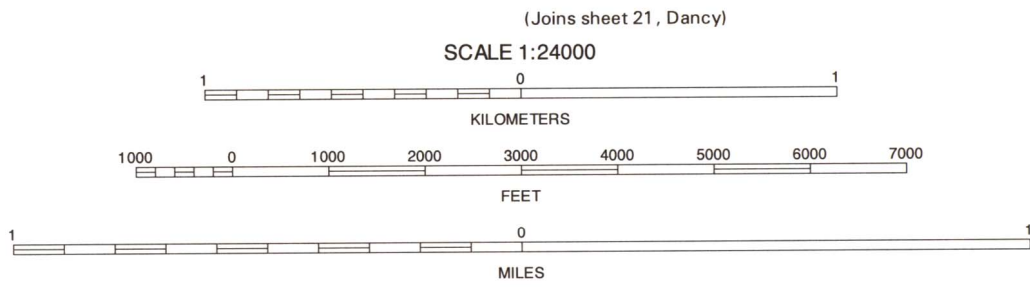 (Joins sheet 21, Dancy)
SCALE 1:24000
1 0 1
KILOMETERS
1000 0 1000 2000 3000 4000 5000 6000 7000
FEET
1 0 1
MILES